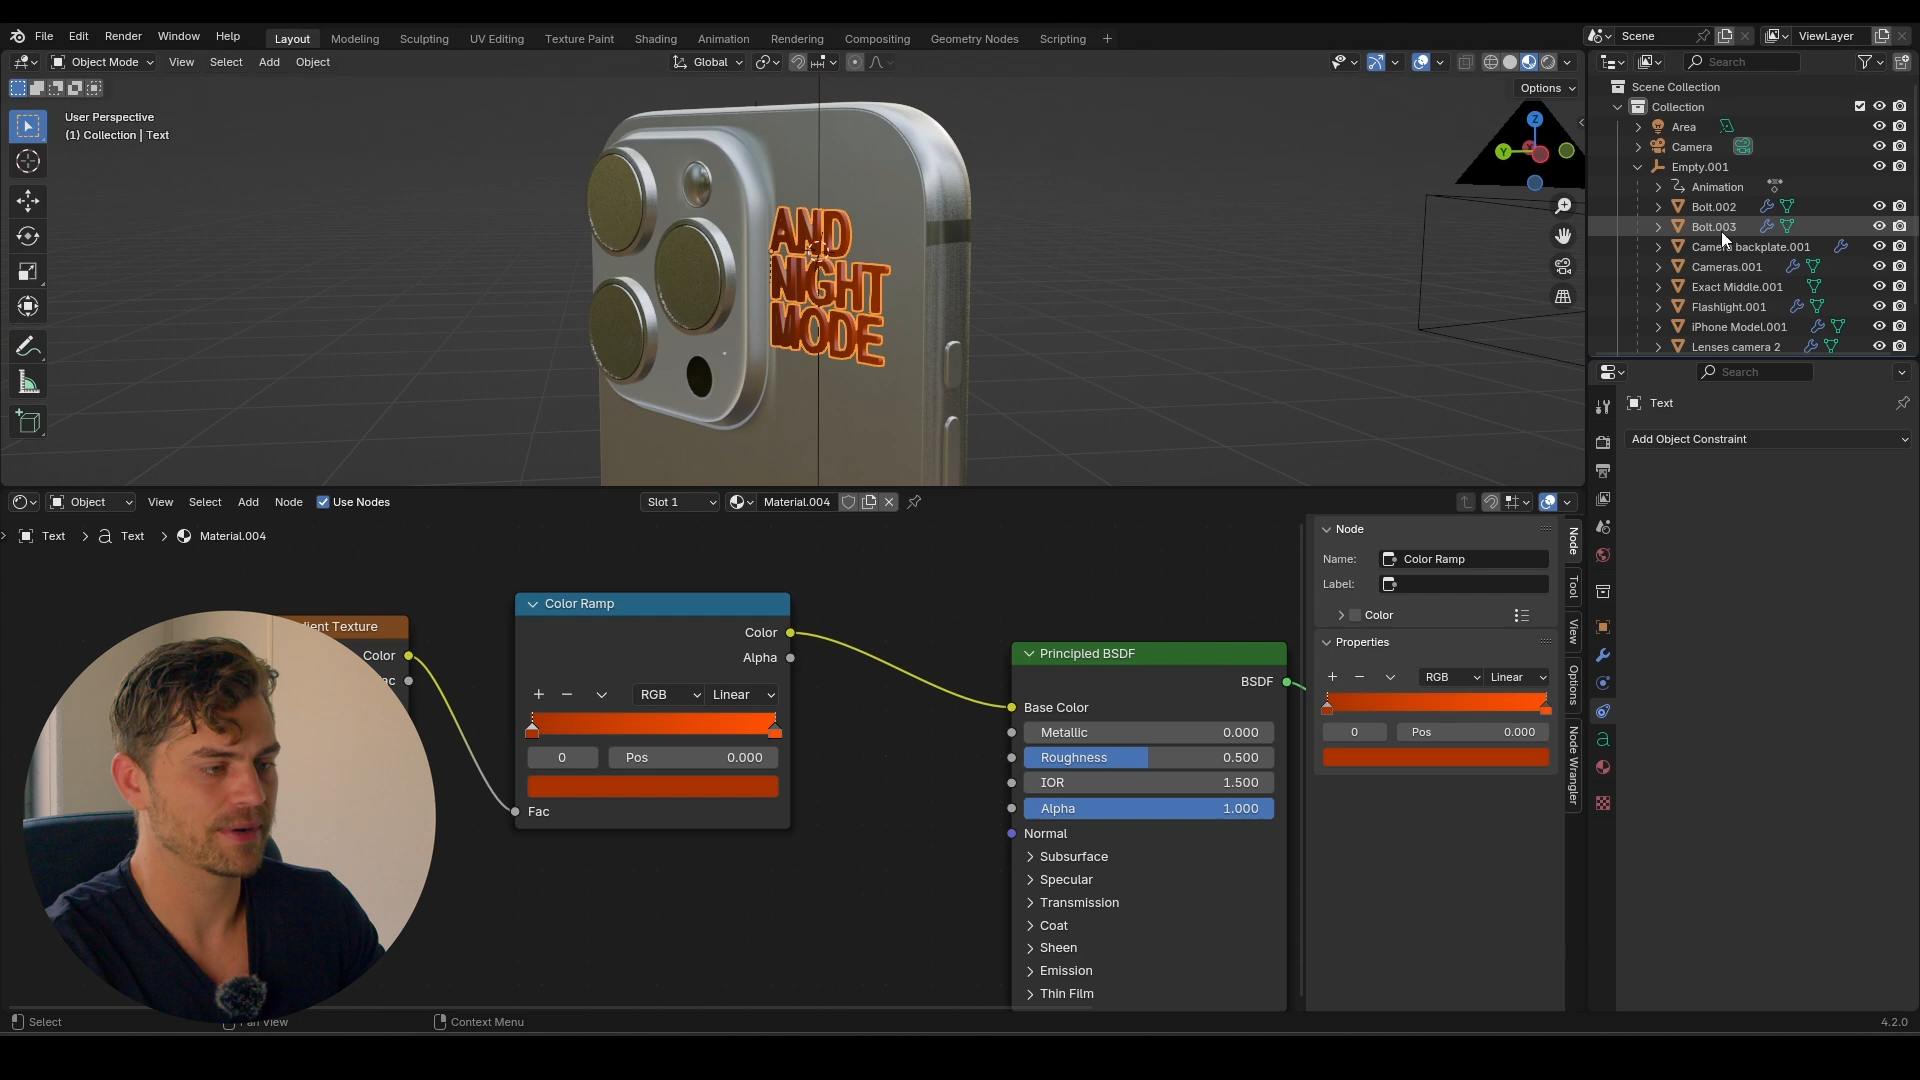 File Edit Render Window Help Layout Modeling Sculpting UV Editing Texture Paint Shading Animation Rendering Compositing Geometry Nodes Scripting + Scene ViewLayer
Object Mode View Select Add Object Global Search
Options
User Perspective
(1) Collection | Text
Z
Y
AND
NIGHT
MODE
Scene Collection
Collection
Area
Camera
Empty.001
Animation
Bolt.002
Bolt.003
Camera backplate.001
Cameras.001
Exact Middle.001
Flashlight.001
iPhone Model.001
Lenses camera 2
Search
Text
Add Object Constraint
Object View Select Add Node Use Nodes Slot 1 Material.004
Text > Text > Material.004
Color
Color Ramp
Color
Alpha
RGB Linear
0 Pos 0.000
Fac
Principled BSDF
BSDF
Base Color
Metallic 0.000
Roughness 0.500
IOR 1.500
Alpha 1.000
Normal
Subsurface
Specular
Transmission
Coat
Sheen
Emission
Thin Film
Node
Name: Color Ramp
Label:
Color
Properties
RGB Linear
0 Pos 0.000
Node
Tool
View
Options
Node Wrangler
Select
Context Menu
4.2.0